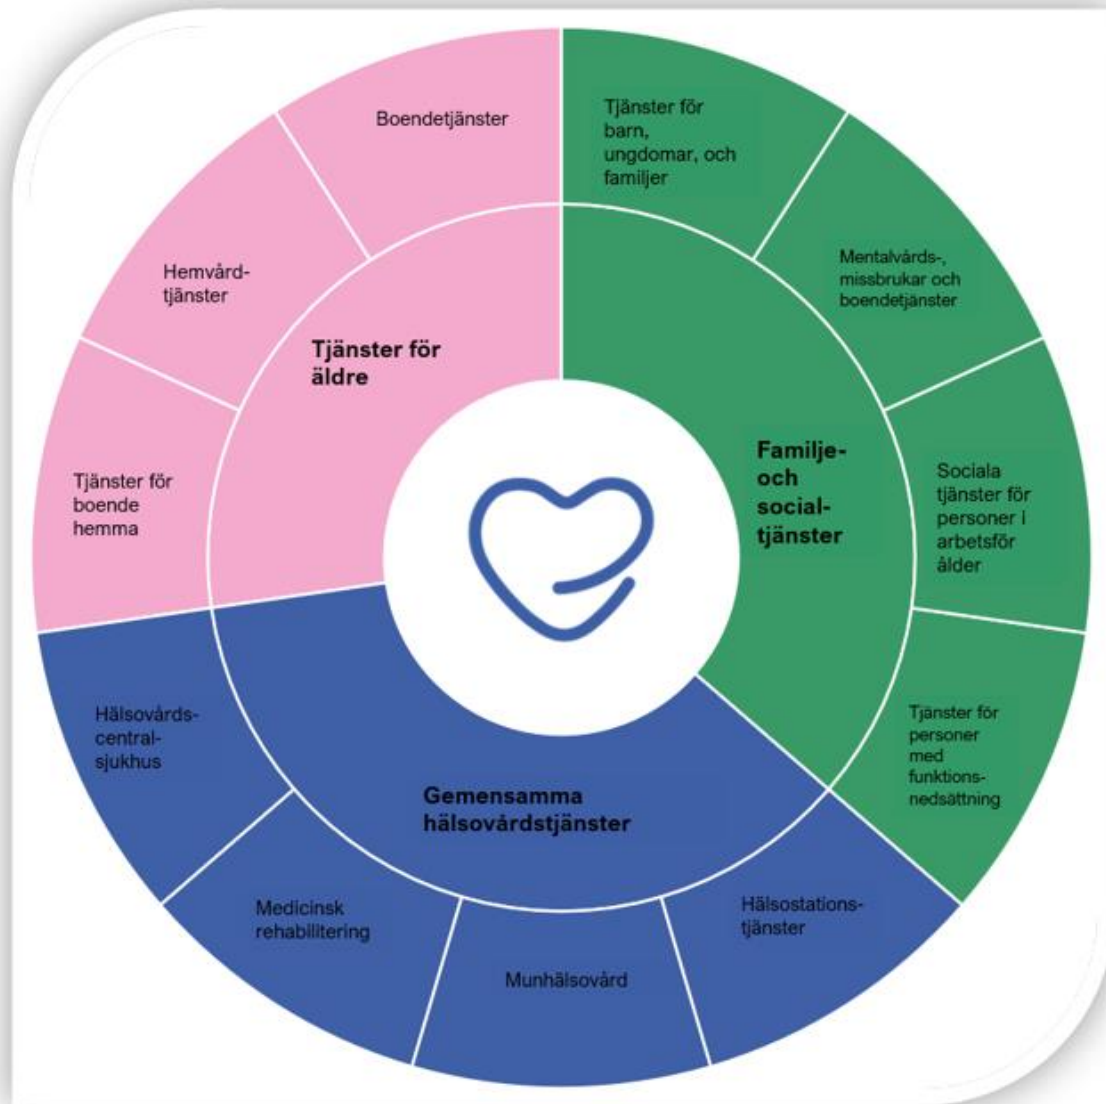 Boendetjänster
Hemvård-
tjänster
Tjänster för
boende
hemma
Tjänster för
äldre
Tjänster för
barn,
ungdomar, och
familjer
Mentalvårds-,
missbrukar och
boendetjänster
Sociala
tjänster för
personer i
arbetsför
ålder
Tjänster för
personer
med
funktions-
nedsättning
Familje-
och
social-
tjänster
Gemensamma
hälsovårdstjänster
Hälsovårds-
central-
sjukhus
Medicinsk
rehabilitering
Munhälsovård
Hälsostations-
tjänster